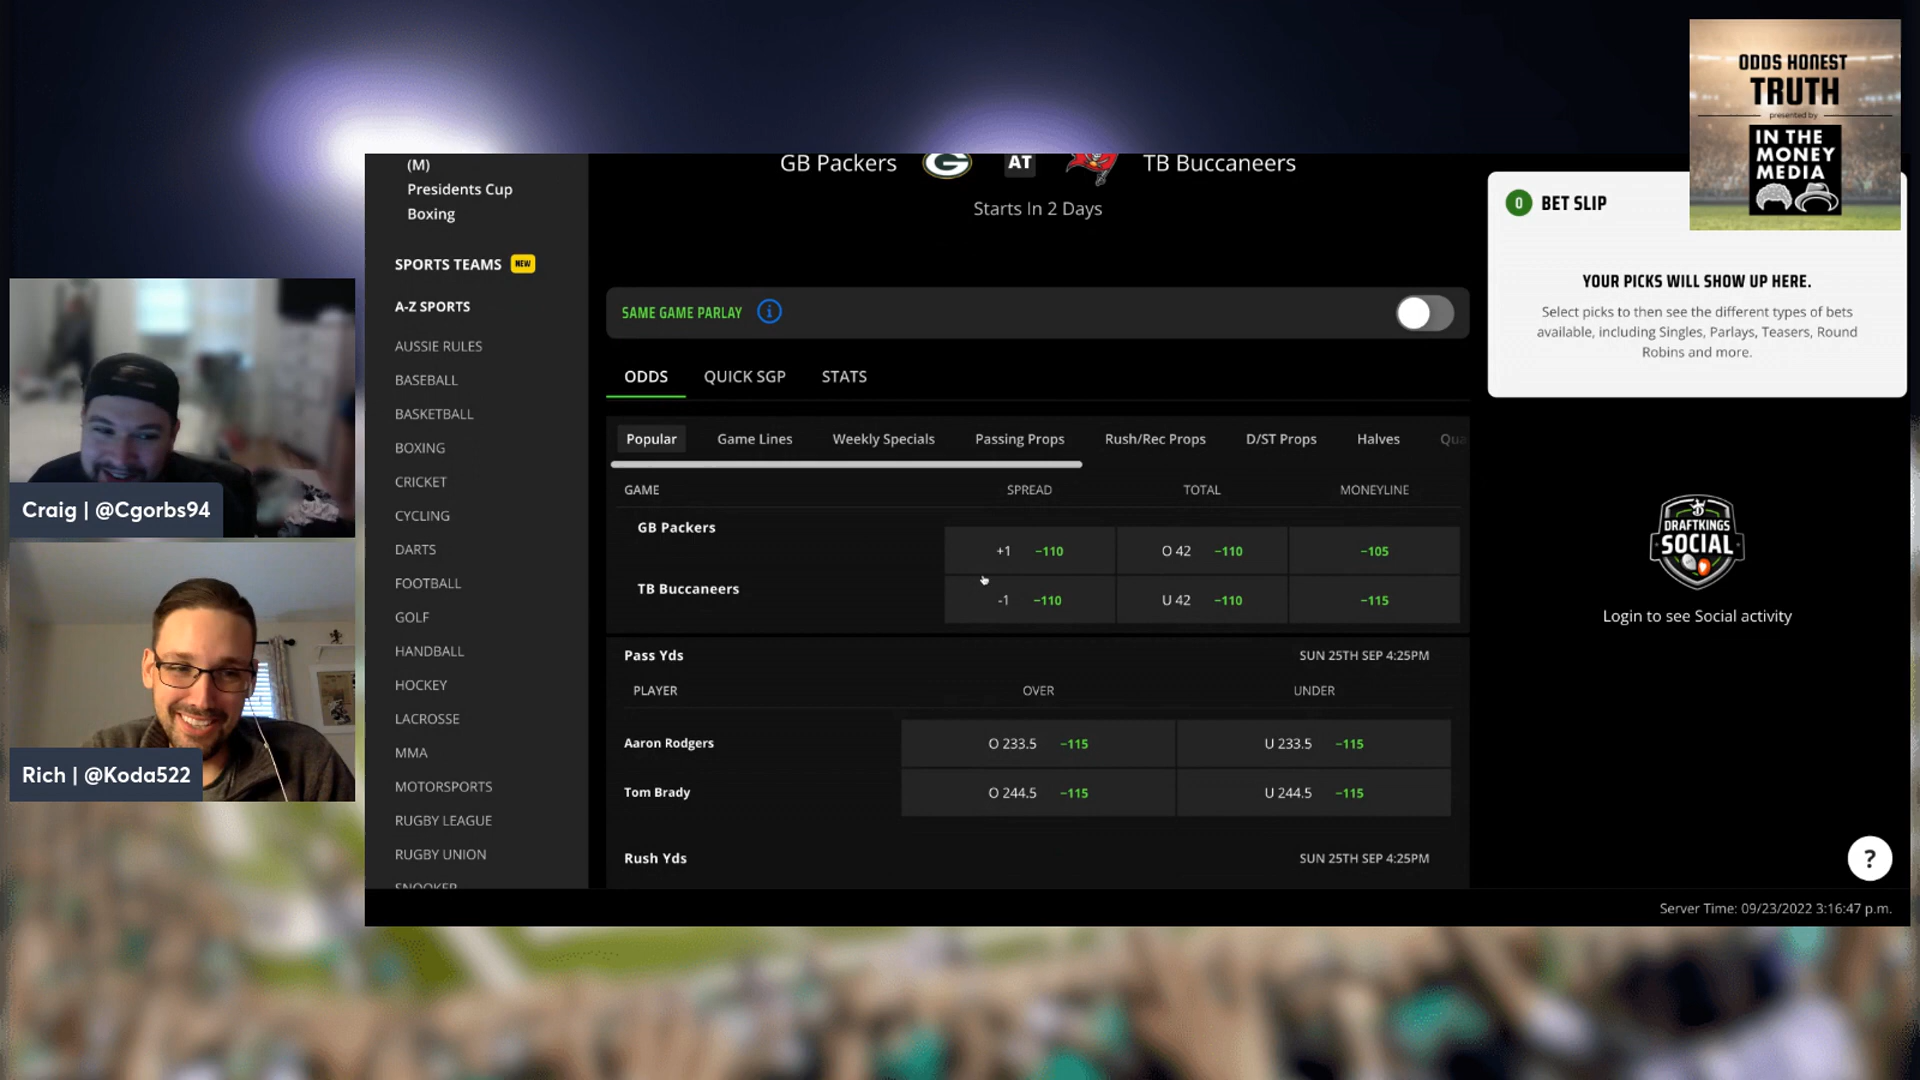 ODDS HONEST
TRUTH
presented by
IN THE
MONEY
MEDIA
(M)
Presidents Cup
Boxing
SPORTS TEAMS NEW
A-Z SPORTS
AUSSIE RULES
BASEBALL
BASKETBALL
BOXING
CRICKET
CYCLING
DARTS
FOOTBALL
GOLF
HANDBALL
HOCKEY
LACROSSE
MMA
MOTORSPORTS
RUGBY LEAGUE
RUGBY UNION
SNOOKER
GB Packers G AT TB Buccaneers
Starts In 2 Days
SAME GAME PARLAY i
ODDS QUICK SGP STATS
Popular Game Lines Weekly Specials Passing Props Rush/Rec Props D/ST Props Halves Qua
GAME SPREAD TOTAL MONEYLINE
GB Packers
+1 −110 O 42 −110 −105
TB Buccaneers
-1 −110 U 42 −110 −115
Pass Yds SUN 25TH SEP 4:25PM
PLAYER OVER UNDER
Aaron Rodgers O 233.5 −115 U 233.5 −115
Tom Brady O 244.5 −115 U 244.5 −115
Rush Yds SUN 25TH SEP 4:25PM
0 BET SLIP
YOUR PICKS WILL SHOW UP HERE.
Select picks to then see the different types of bets
available, including Singles, Parlays, Teasers, Round
Robins and more.
DRAFTKINGS
SOCIAL
Login to see Social activity
?
Server Time: 09/23/2022 3:16:47 p.m.
Craig | @Cgorbs94
Rich | @Koda522